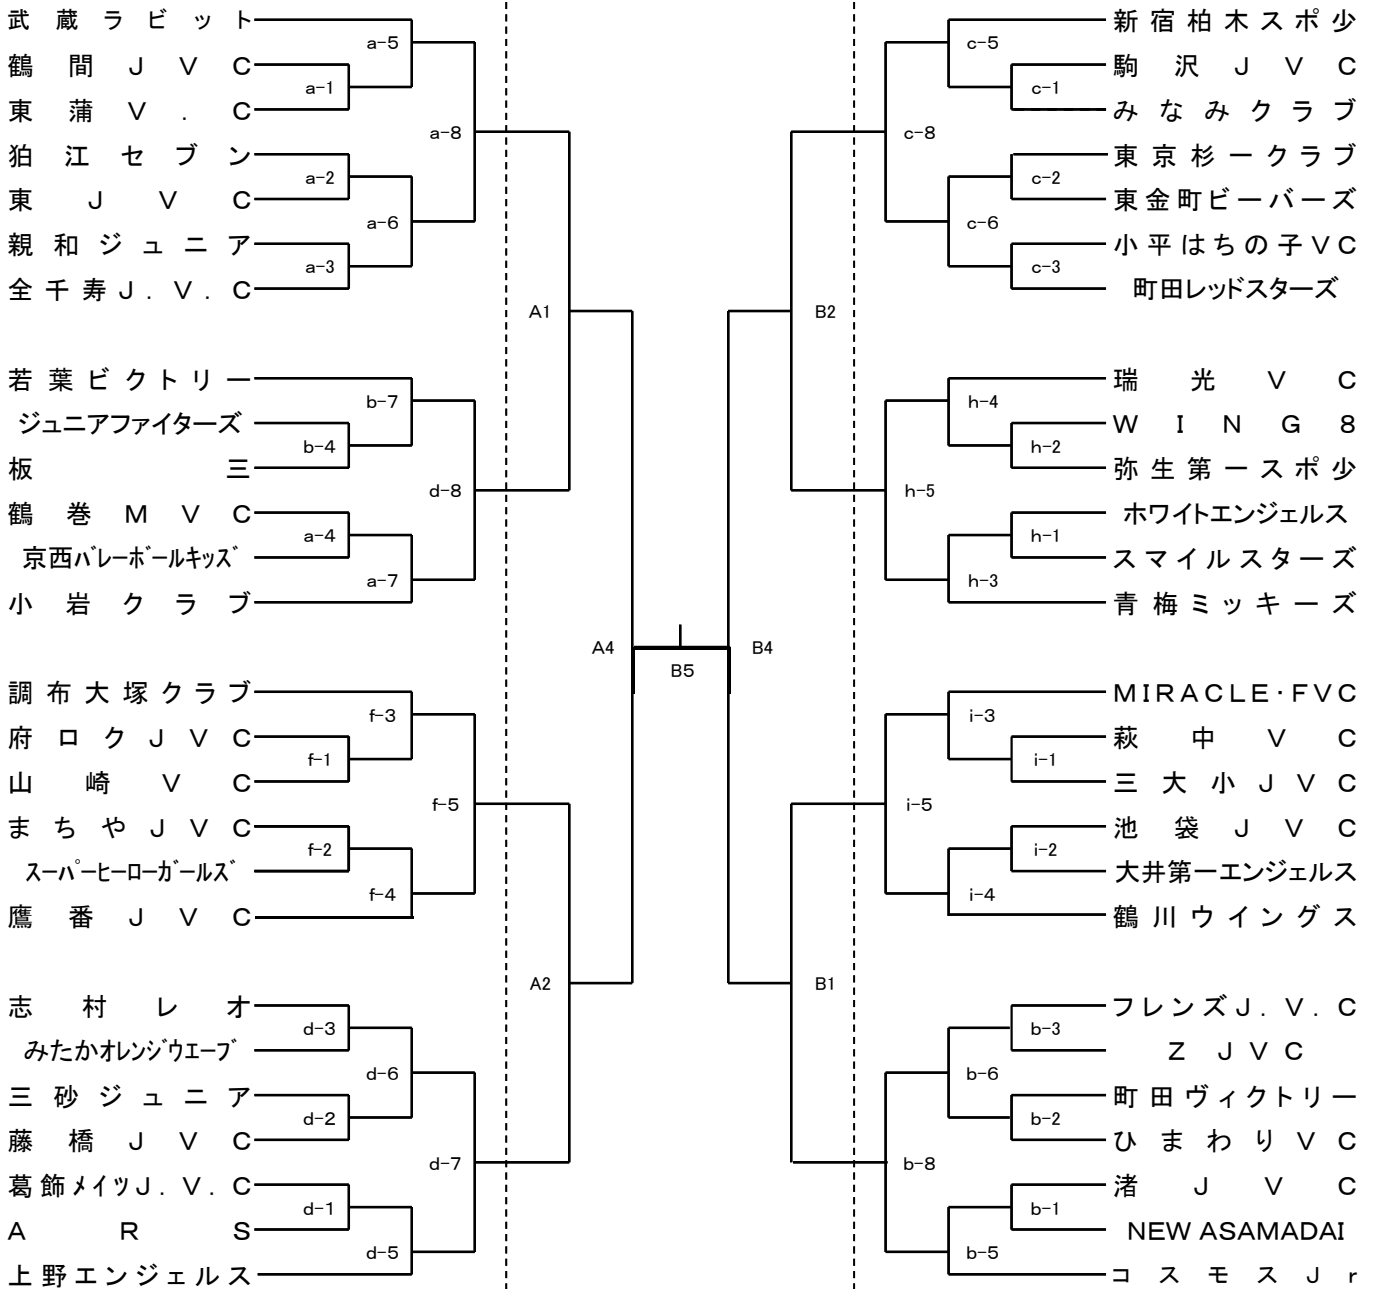 武蔵ラビット
鶴間JVC
東蒲V.C
狛江セブン
東JVC
親和ジュニア
全千寿J.V.C
若葉ビクトリー
ジュニアファイターズ
板三
鶴巻MVC
京西バレーボールキッズ
小岩クラブ
調布大塚クラブ
府ロクJVC
山崎VC
まちやJVC
スーパーヒーローガールズ
鷹番JVC
志村レオ
みたかオレンジウエーブ
三砂ジュニア
藤橋JVC
葛飾メイツJ.V.C
ARS
上野エンジェルス
a-5
a-1
a-8
a-2
a-6
a-3
A1
b-7
b-4
d-8
a-4
a-7
A4
f-3
f-1
f-5
f-2
f-4
A2
d-3
d-6
d-2
d-7
d-1
d-5
B5
B4
B2
B1
c-5
c-1
c-8
c-2
c-6
c-3
h-4
h-2
h-5
h-1
h-3
i-3
i-1
i-5
i-2
i-4
b-3
b-6
b-2
b-8
b-1
b-5
新宿柏木スポ少
駒沢JVC
みなみクラブ
東京杉一クラブ
東金町ビーバーズ
小平はちの子VC
町田レッドスターズ
瑞光VC
WING8
弥生第一スポ少
ホワイトエンジェルス
スマイルスターズ
青梅ミッキーズ
MIRACLE・FVC
萩中VC
三大小JVC
池袋JVC
大井第一エンジェルス
鶴川ウイングス
フレンズJ.V.C
Z JVC
町田ヴィクトリー
ひまわりVC
渚JVC
NEW ASAMADAI
コスモスJr